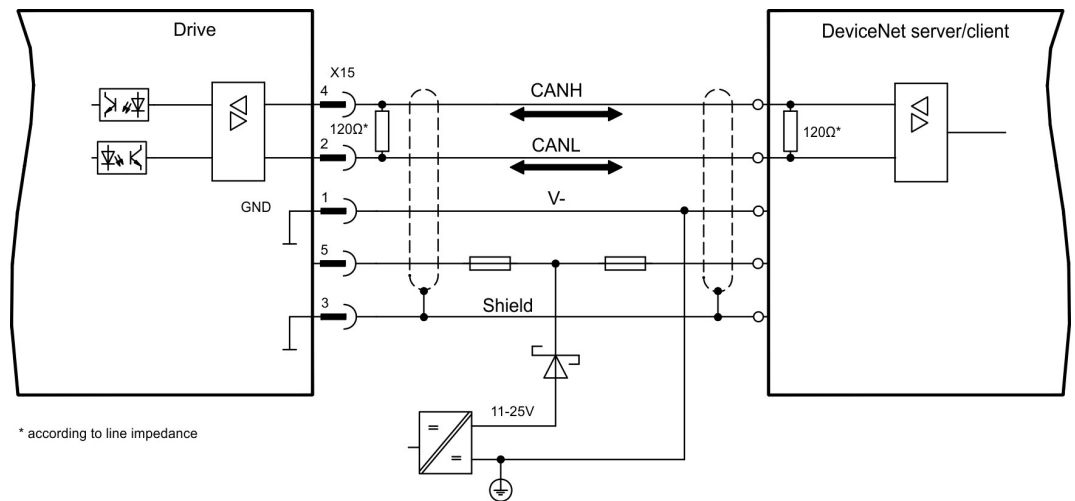 Drive
DeviceNet server/client
X15
4
CANH
120Ω*
120Ω*
2
CANL
1
V-
GND
5
3
Shield
11-25V
* according to line impedance